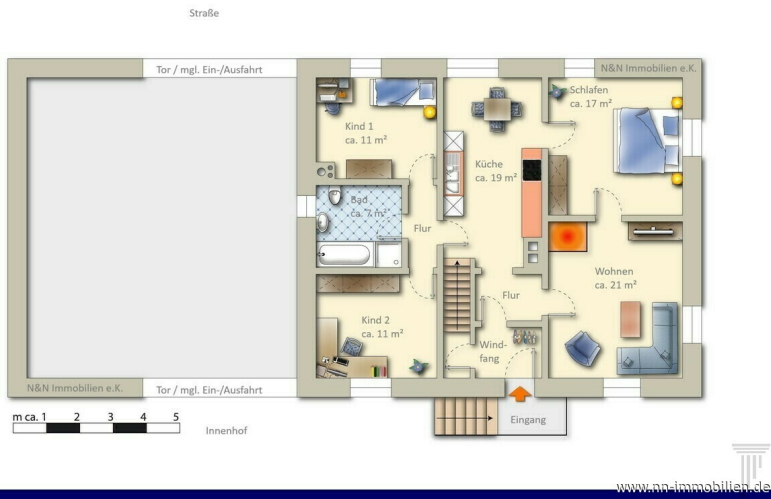 Straße
Tor / mgl. Ein-/Ausfahrt
N&N Immobilien e.K.
Schlafen
ca. 17 m²
Kind 1
ca. 11 m²
Küche
ca. 19 m²
Bad
ca. 7 m²
Flur
Wohnen
ca. 21 m²
Flur
Kind 2
ca. 11 m²
Wind-
fang
N&N Immobilien e.K.
Tor / mgl. Ein-/Ausfahrt
m ca. 1 2 3 4 5
Innenhof
Eingang
www.nn-immobilien.de